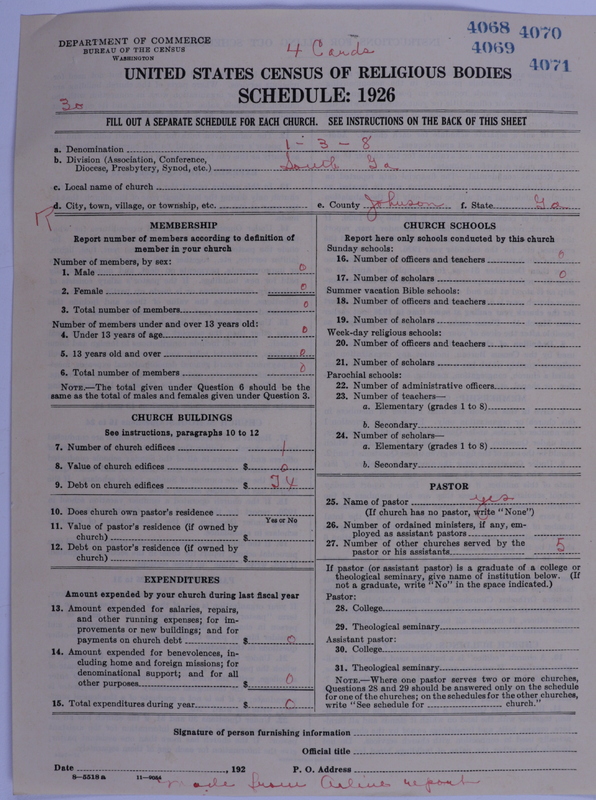 4068 4070
4069
4071
DEPARTMENT OF COMMERCE
BUREAU OF THE CENSUS
WASHINGTON
4 Cards
UNITED STATES CENSUS OF RELIGIOUS BODIES
SCHEDULE: 1926
30
FILL OUT A SEPARATE SCHEDULE FOR EACH CHURCH. SEE INSTRUCTIONS ON THE BACK OF THIS SHEET
a. Denomination 1-3-8
b. Division (Association, Conference,
Diocese, Presbytery, Synod, etc.) South Ga
c. Local name of church
d. City, town, village, or township, etc. e. County Johnson f. State Ga
MEMBERSHIP
Report number of members according to definition of
member in your church
Number of members, by sex:
1. Male 0
2. Female 0
3. Total number of members 0
Number of members under and over 13 years old:
4. Under 13 years of age 0
5. 13 years old and over 0
6. Total number of members 0
NOTE.—The total given under Question 6 should be the
same as the total of males and females given under Question 3.
CHURCH BUILDINGS
See instructions, paragraphs 10 to 12
7. Number of church edifices 1
8. Value of church edifices $ 0
9. Debt on church edifices $
10. Does church own pastor's residence
Yes or No
11. Value of pastor's residence (if owned by
church) $
12. Debt on pastor's residence (if owned by
church) $
EXPENDITURES
Amount expended by your church during last fiscal year
13. Amount expended for salaries, repairs,
and other running expenses; for im-
provements or new buildings; and for
payments on church debt $ 0
14. Amount expended for benevolences, in-
cluding home and foreign missions; for
denominational support; and for all
other purposes $ 0
15. Total expenditures during year $ 0
CHURCH SCHOOLS
Report here only schools conducted by this church
Sunday schools:
16. Number of officers and teachers 0
17. Number of scholars 0
Summer vacation Bible schools:
18. Number of officers and teachers
19. Number of scholars
Week-day religious schools:
20. Number of officers and teachers
21. Number of scholars
Parochial schools:
22. Number of administrative officers
23. Number of teachers—
a. Elementary (grades 1 to 8)
b. Secondary
24. Number of scholars—
a. Elementary (grades 1 to 8)
b. Secondary
PASTOR
25. Name of pastor yes
(If church has no pastor, write "None")
26. Number of ordained ministers, if any, em-
ployed as assistant pastors
27. Number of other churches served by the
pastor or his assistants 5
If pastor (or assistant pastor) is a graduate of a college or
theological seminary, give name of institution below. (If
not a graduate, write "No" in the space indicated.)
Pastor:
28. College
29. Theological seminary
Assistant pastor:
30. College
31. Theological seminary
NOTE.—Where one pastor serves two or more churches,
Questions 28 and 29 should be answered only on the schedule
for one of the churches; on the schedules for the other churches,
write "See schedule for church."
Signature of person furnishing information
Official title
Date , 192 P. O. Address
8—5518a 11—9064
made from report